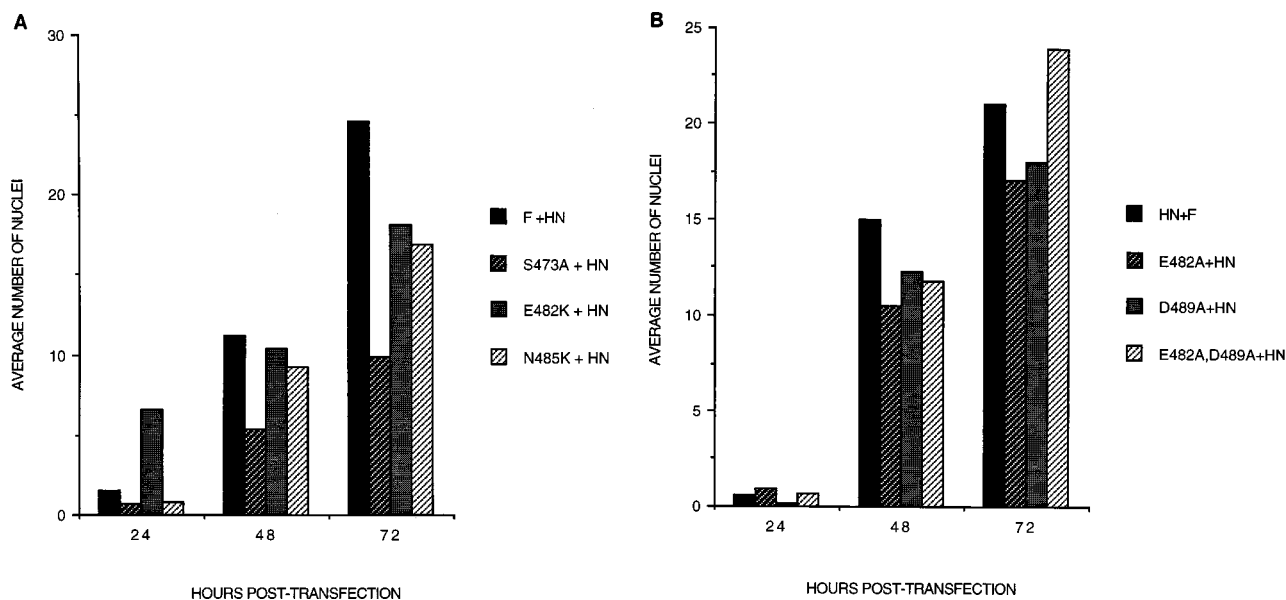 A
30
20
10
0
AVERAGE NUMBER OF NUCLEI
24 48 72
HOURS POST-TRANSFECTION
F +HN
S473A + HN
E482K + HN
N485K + HN
B
25
20
15
10
5
0
AVERAGE NUMBER OF NUCLEI
24 48 72
HOURS POST-TRANSFECTION
HN+F
E482A+HN
D489A+HN
E482A,D489A+HN